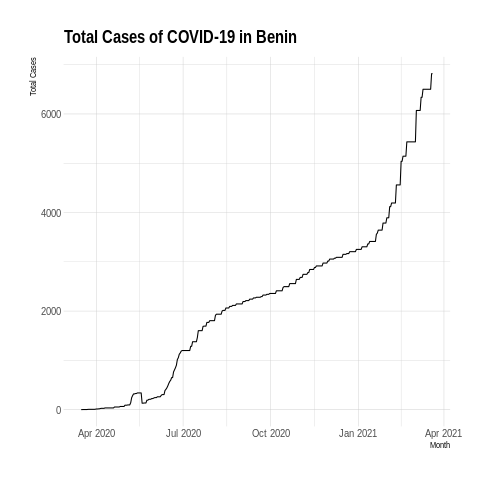 Total Cases of COVID-19 in Benin
Total Cases
6000
4000
2000
0
Apr 2020 Jul 2020 Oct 2020 Jan 2021 Apr 2021
Month